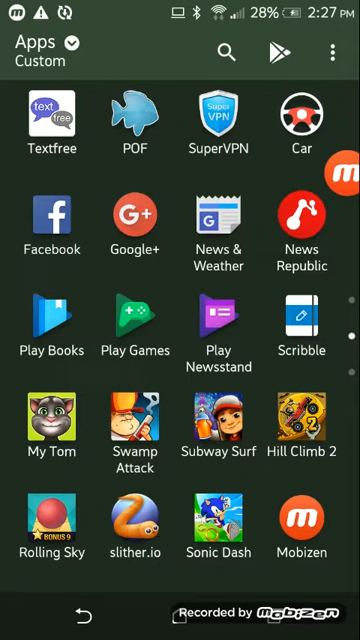 28% 2:27 PM
Apps
Custom
text
free
Super
VPN
Textfree POF SuperVPN Car
Facebook Google+ News &
Weather News
Republic
Play Books Play Games Play
Newsstand Scribble
My Tom Swamp
Attack Subway Surf Hill Climb 2
BONUS 9
Rolling Sky slither.io Sonic Dash Mobizen
Recorded by mobizen